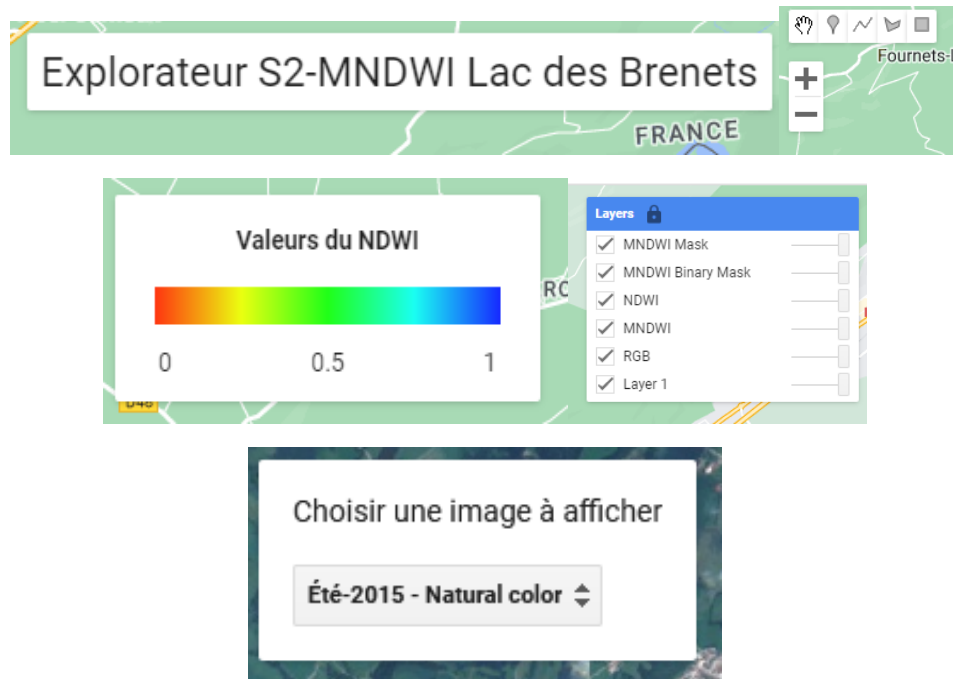 Explorateur S2-MNDWI Lac des Brenets
Fournets-
FRANCE
Valeurs du NDWI
0 0.5 1
D48
Layers
MNDWI Mask
MNDWI Binary Mask
NDWI
MNDWI
RGB
Layer 1
Choisir une image à afficher
Été-2015 - Natural color